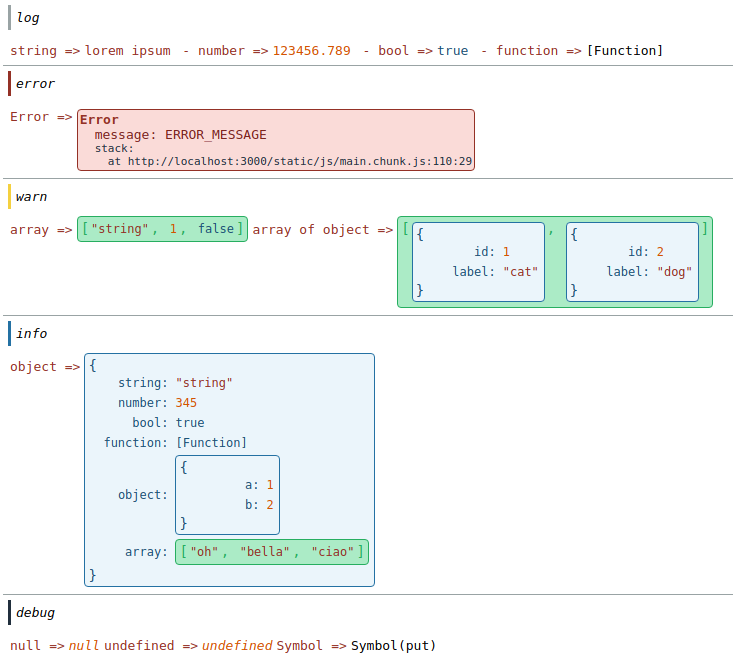 log
string => lorem ipsum - number => 123456.789 - bool => true - function => [Function]
error
Error => Error
message: ERROR_MESSAGE
stack:
at http://localhost:3000/static/js/main.chunk.js:110:29
warn
array => ["string", 1, false] array of object => [{ , { ]
id: 1 id: 2
label: "cat" label: "dog"
} }
info
object => {
string: "string"
number: 345
bool: true
function: [Function]
{
a: 1
object:
b: 2
}
array: ["oh", "bella", "ciao"]
}
debug
null => null undefined => undefined Symbol => Symbol(put)